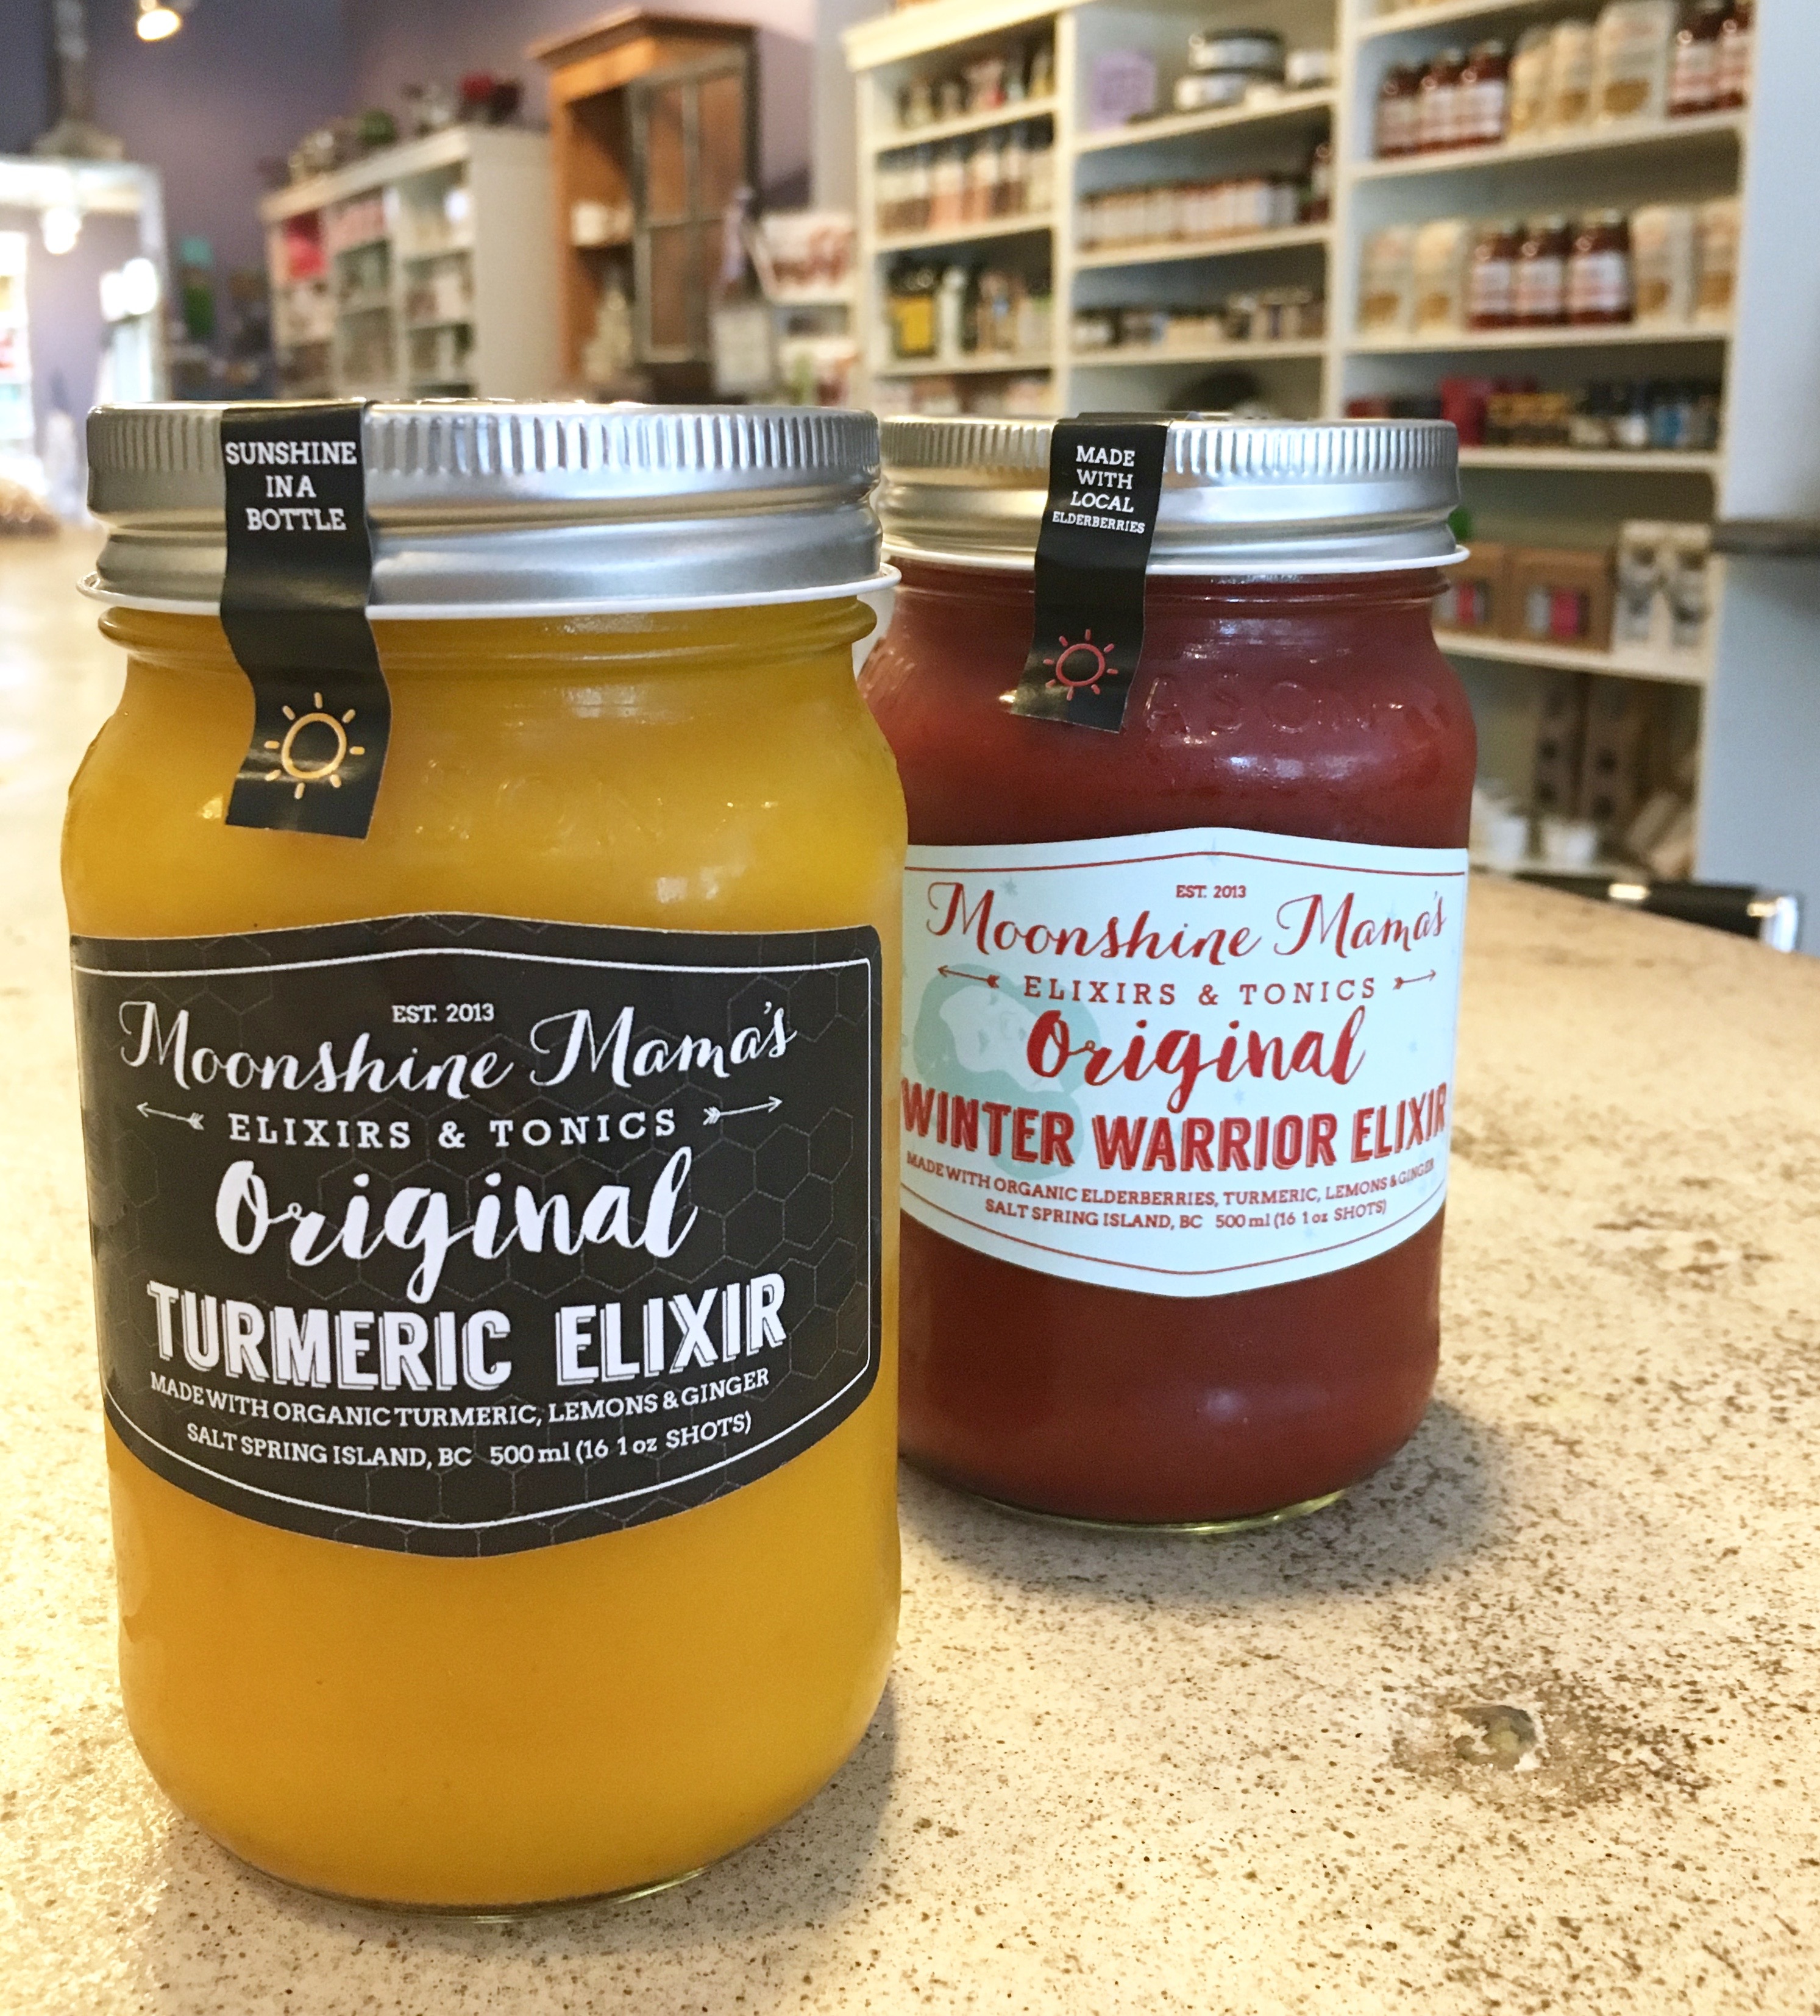 SUNSHINE
IN A
BOTTLE
EST. 2013
Moonshine Mama's
ELIXIRS & TONICS
Original
TURMERIC ELIXIR
MADE WITH ORGANIC TURMERIC, LEMONS & GINGER
SALT SPRING ISLAND, BC 500 ml (16 1 oz SHOTS)
MADE
WITH
LOCAL
ELDERBERRIES
EST. 2013
Moonshine Mama's
ELIXIRS & TONICS
Original
WINTER WARRIOR ELIXIR
MADE WITH ORGANIC ELDERBERRIES, TURMERIC, LEMONS & GINGER
SALT SPRING ISLAND, BC 500 ml (16 1 oz SHOTS)